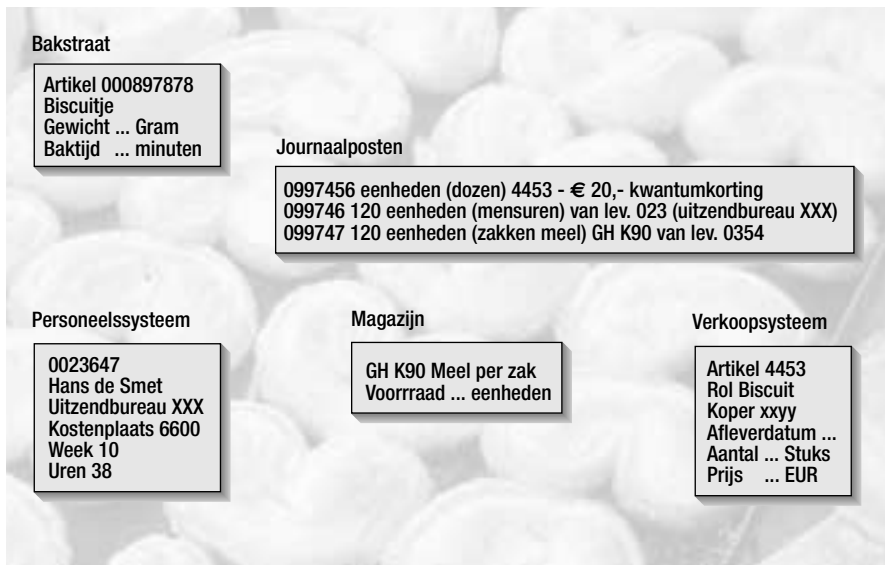 Bakstraat
Artikel 000897878
Biscuitje
Gewicht ... Gram
Baktijd ... minuten
Journaalposten
0997456 eenheden (dozen) 4453 - € 20,- kwantumkorting
099746 120 eenheden (mensuren) van lev. 023 (uitzendbureau XXX)
099747 120 eenheden (zakken meel) GH K90 van lev. 0354
Personeelssysteem
0023647
Hans de Smet
Uitzendbureau XXX
Kostenplaats 6600
Week 10
Uren 38
Magazijn
GH K90 Meel per zak
Voorrraad ... eenheden
Verkoopsysteem
Artikel 4453
Rol Biscuit
Koper xxyy
Afleverdatum ...
Aantal ... Stuks
Prijs ... EUR